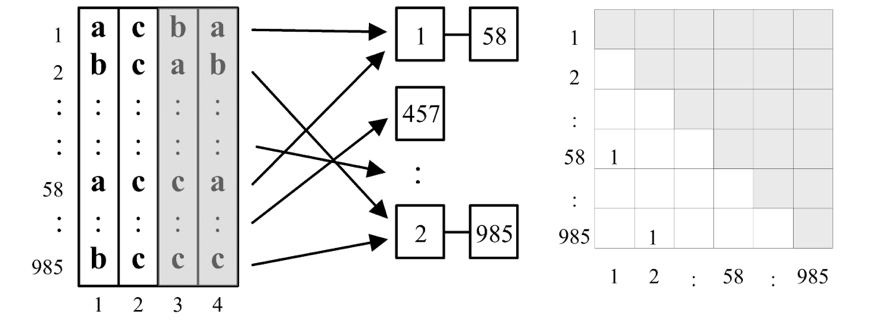 1 a c b a
2 b c a b
: : : : :
: : : : :
58 a c c a
: : : : :
985 b c c c
1 2 3 4
1 58
457
:
2 985
1
2
:
58 1
:
985 1
1 2 : 58 : 985